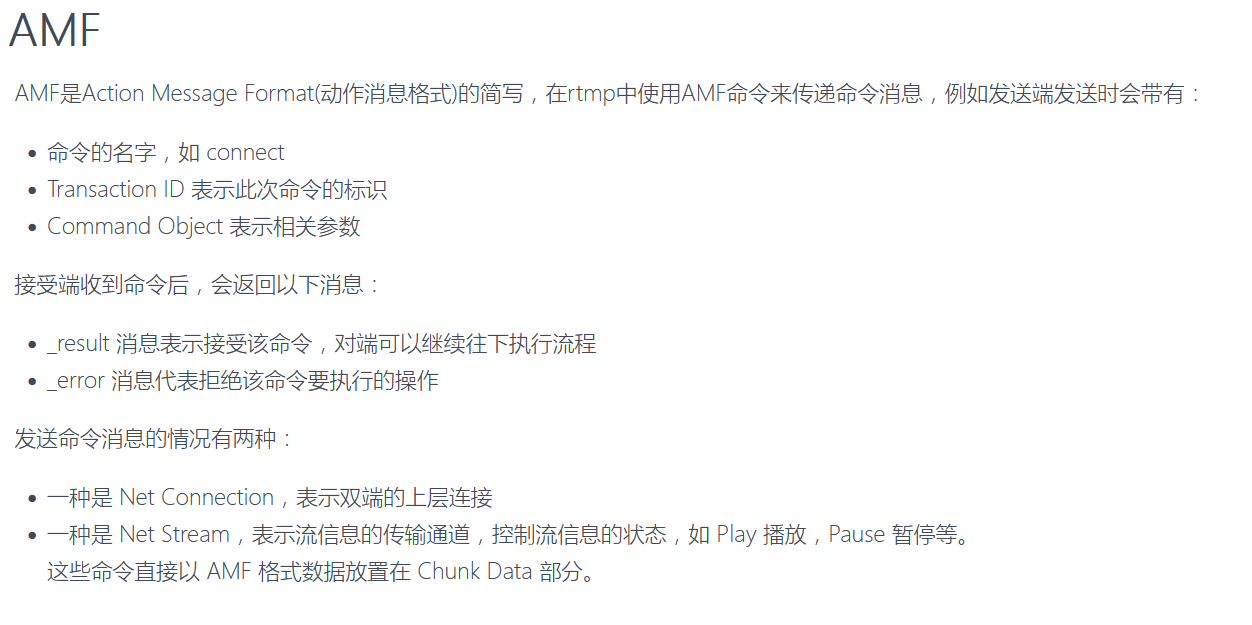 AMF
AMF是Action Message Format(动作消息格式)的简写，在rtmp中使用AMF命令来传递命令消息，例如发送端发送时会带有：
• 命令的名字，如 connect
• Transaction ID 表示此次命令的标识
• Command Object 表示相关参数
接受端收到命令后，会返回以下消息：
• _result 消息表示接受该命令，对端可以继续往下执行流程
• _error 消息代表拒绝该命令要执行的操作
发送命令消息的情况有两种：
• 一种是 Net Connection，表示双端的上层连接
• 一种是 Net Stream，表示流信息的传输通道，控制流信息的状态，如 Play 播放，Pause 暂停等。
这些命令直接以 AMF 格式数据放置在 Chunk Data 部分。